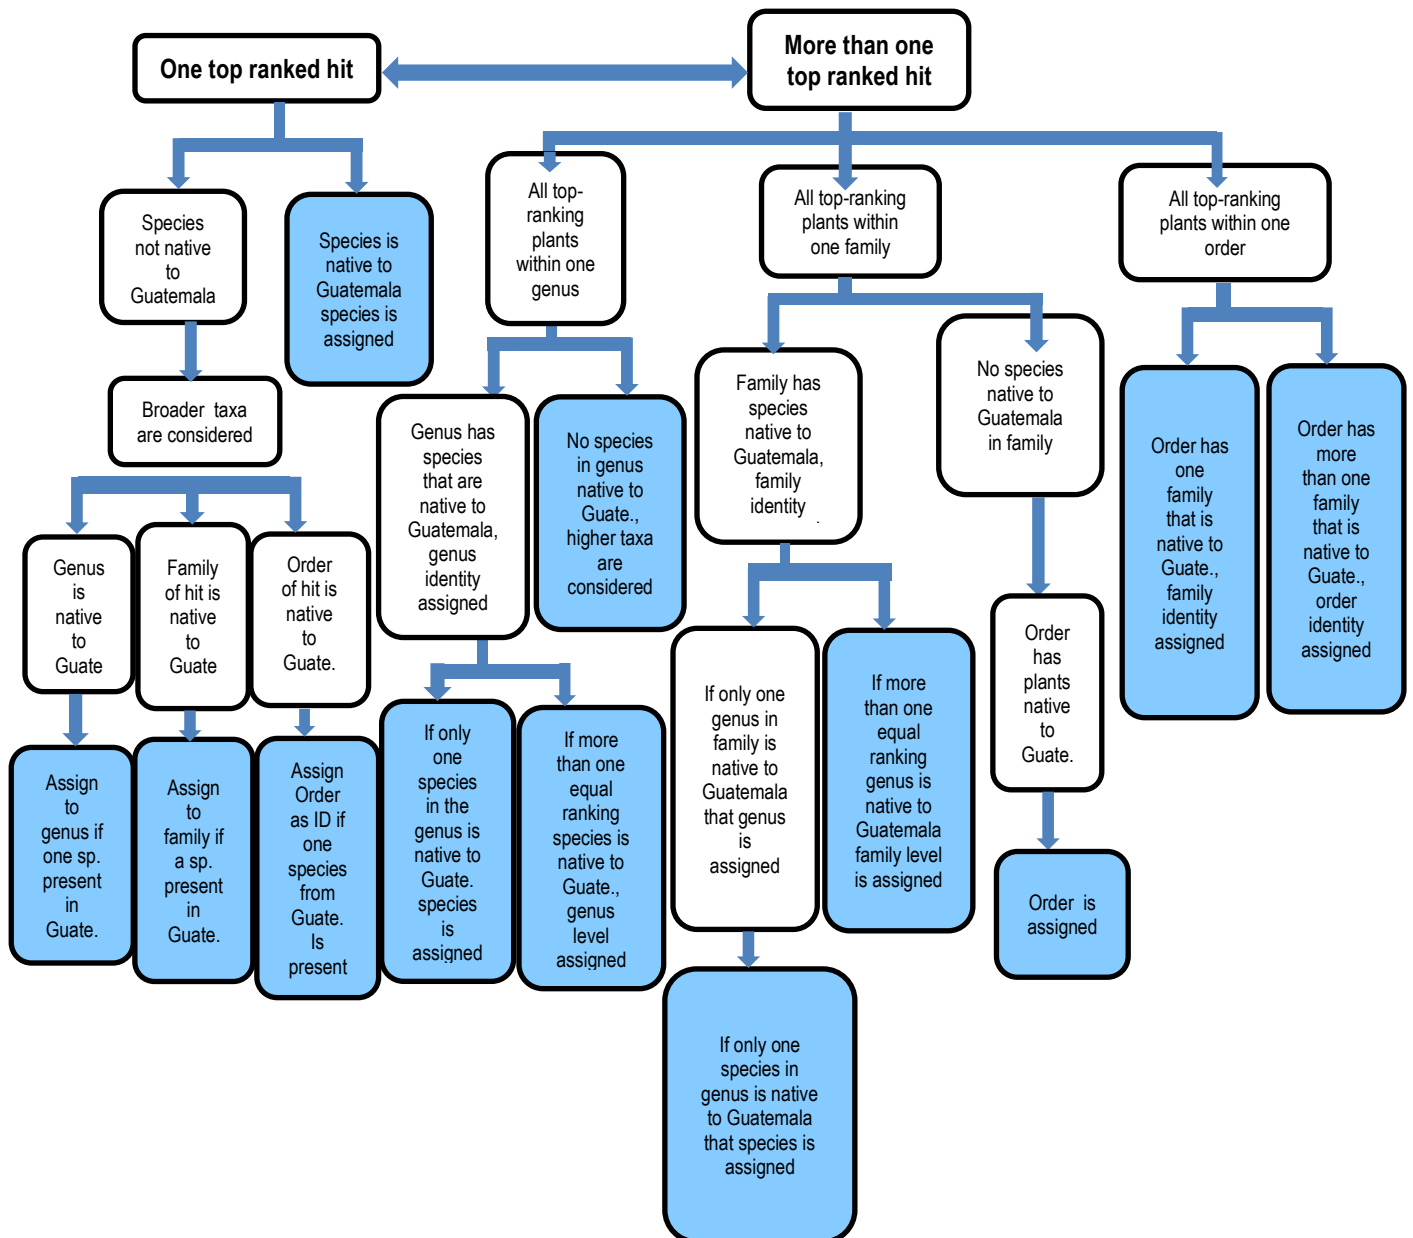 One top ranked hit
More than one
top ranked hit
Species
not native
to
Guatemala
Species is
native to
Guatemala
species is
assigned
All top-
ranking
plants
within one
genus
All top-ranking
plants within
one family
All top-ranking
plants within one
order
Broader taxa
are considered
Genus has
species
that are
native to
Guatemala,
genus
identity
assigned
No species
in genus
native to
Guate.,
higher taxa
are
considered
Family has
species
native to
Guatemala,
family
identity
.
No species
native to
Guatemala
in family
Order has
one
family
that is
native to
Guate.,
family
identity
assigned
Order has
more
than one
family
that is
native to
Guate.,
order
identity
assigned
Genus
is
native
to
Guate
Family
of hit is
native
to
Guate
Order
of hit is
native
to
Guate.
Order
has
plants
native
to
Guate.
Assign
to
genus if
one sp.
present
in
Guate.
Assign
to
family if
a sp.
present
in
Guate.
Assign
Order
as ID if
one
species
from
Guate.
Is
present
If only
one
species
in the
genus is
native to
Guate.
species
is
assigned
If more
than one
equal
ranking
species is
native to
Guate.,
genus
level
assigned
If only one
genus in
family is
native to
Guatemala
that genus
is
assigned
If more
than one
equal
ranking
genus is
native to
Guatemala
family level
is assigned
Order is
assigned
If only one
species in
genus is native
to Guatemala
that species is
assigned